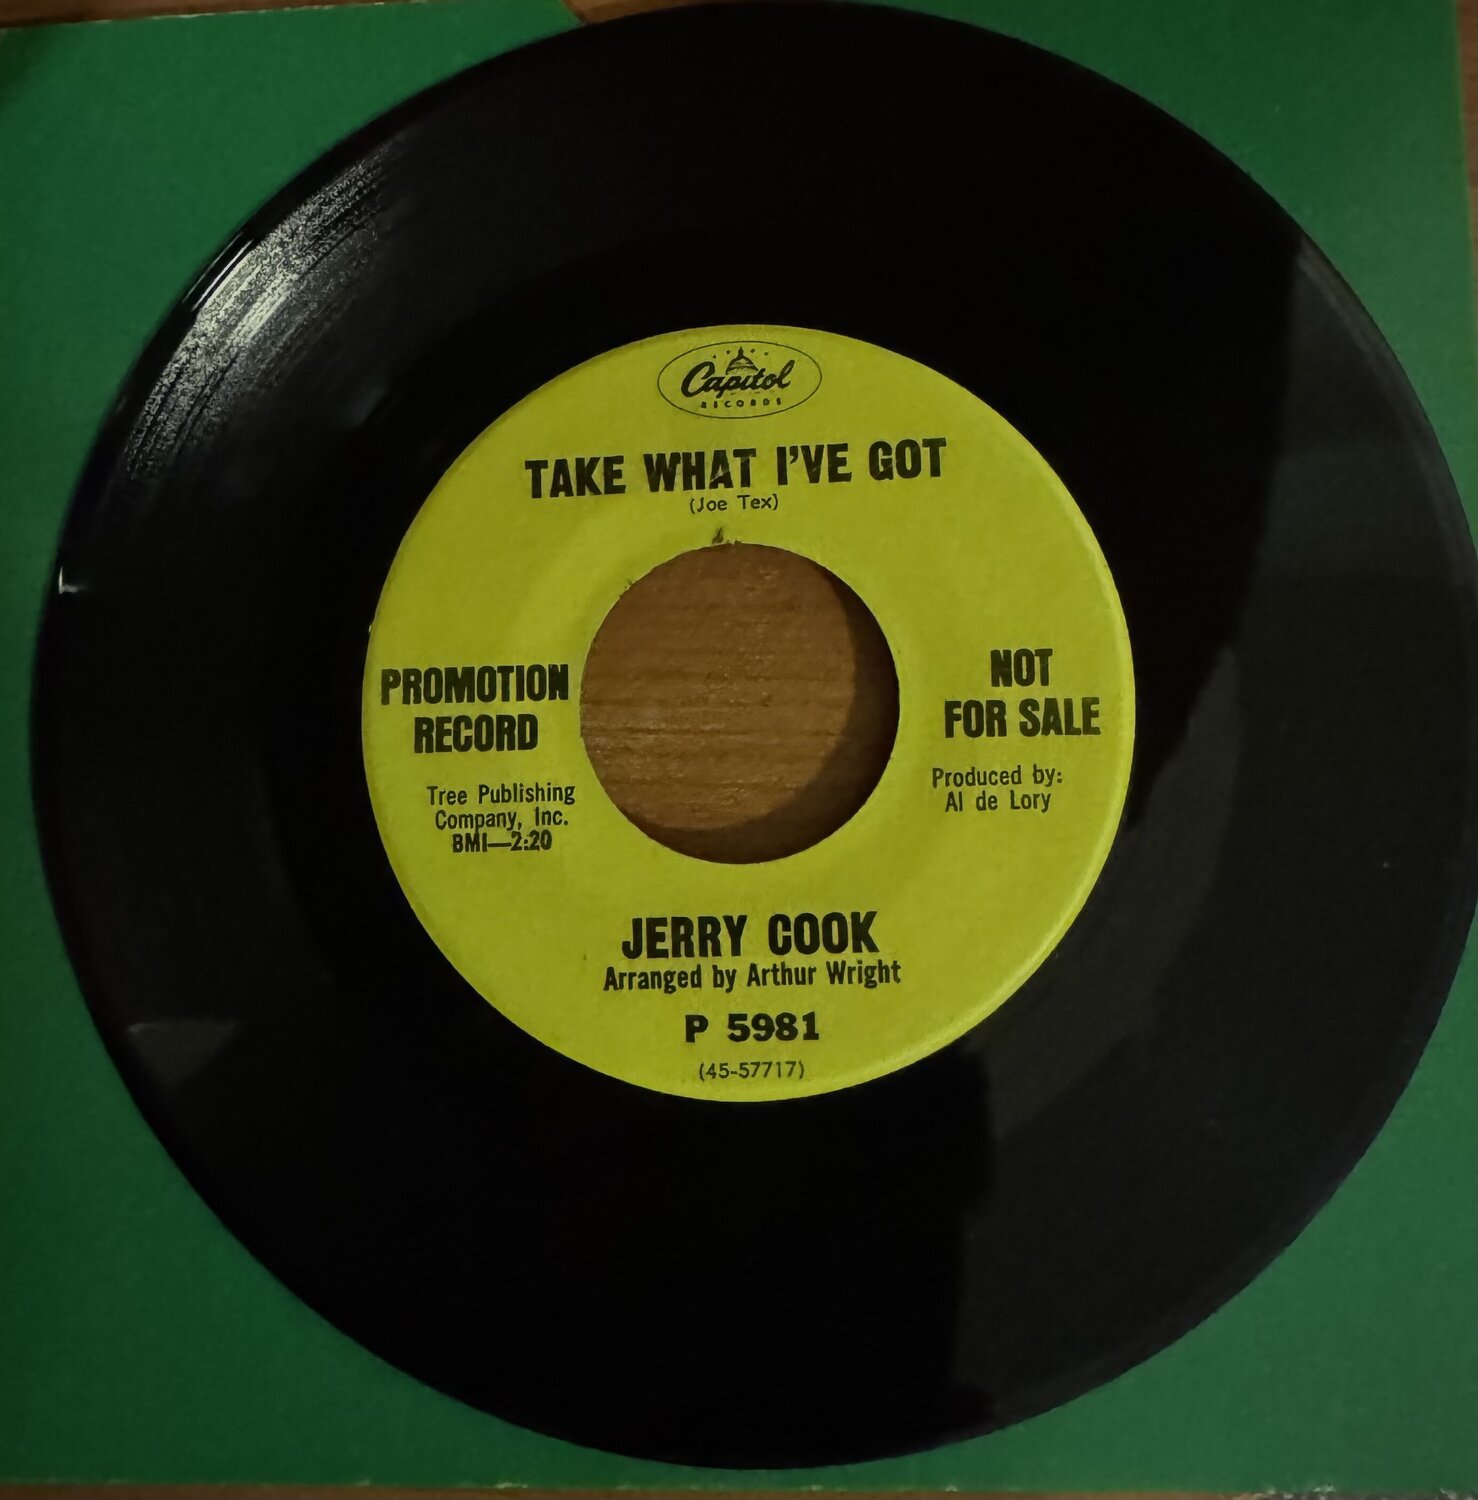 Capitol
RECORDS
TAKE WHAT I'VE GOT
(Joe Tex)
PROMOTION
RECORD
Tree Publishing
Company, Inc.
BMI—2:20
NOT
FOR SALE
Produced by:
Al de Lory
JERRY COOK
Arranged by Arthur Wright
P 5981
(45-57717)